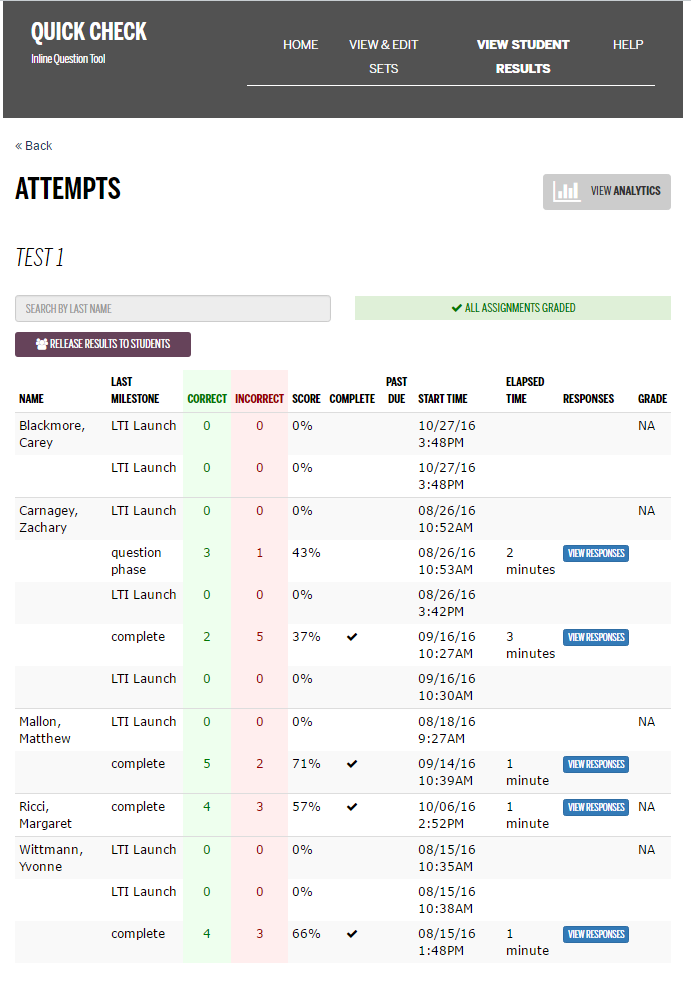 QUICK CHECK
Inline Question Tool
HOME VIEW & EDIT SETS VIEW STUDENT RESULTS HELP
« Back
ATTEMPTS
VIEW ANALYTICS
TEST 1
SEARCH BY LAST NAME
ALL ASSIGNMENTS GRADED
RELEASE RESULTS TO STUDENTS
NAME LAST MILESTONE CORRECT INCORRECT SCORE COMPLETE PAST DUE START TIME ELAPSED TIME RESPONSES GRADE
Blackmore, Carey LTI Launch 0 0 0% 10/27/16 3:48PM NA
LTI Launch 0 0 0% 10/27/16 3:48PM
Carnagey, Zachary LTI Launch 0 0 0% 08/26/16 10:52AM NA
question phase 3 1 43% 08/26/16 10:53AM 2 minutes VIEW RESPONSES
LTI Launch 0 0 0% 08/26/16 3:42PM
complete 2 5 37% ✔ 09/16/16 10:27AM 3 minutes VIEW RESPONSES
LTI Launch 0 0 0% 09/16/16 10:30AM
Mallon, Matthew LTI Launch 0 0 0% 08/18/16 9:27AM NA
complete 5 2 71% ✔ 09/14/16 10:39AM 1 minute VIEW RESPONSES
Ricci, Margaret complete 4 3 57% ✔ 10/06/16 2:52PM 1 minute VIEW RESPONSES NA
Wittmann, Yvonne LTI Launch 0 0 0% 08/15/16 10:35AM NA
LTI Launch 0 0 0% 08/15/16 10:38AM
complete 4 3 66% ✔ 08/15/16 1:48PM 1 minute VIEW RESPONSES